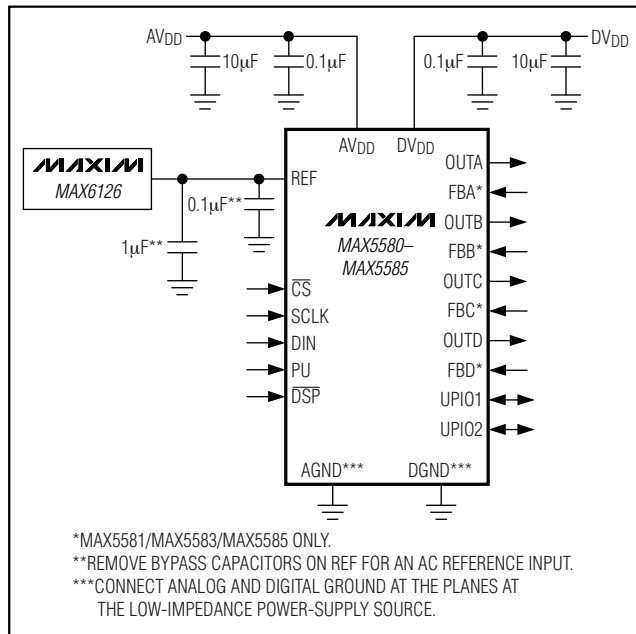 AVDD
DVDD
10µF
0.1µF
0.1µF
10µF
AVDD
DVDD
MAXIM
MAX6126
REF
0.1µF**
1µF**
MAXIM
MAX5580–
MAX5585
CS
SCLK
DIN
PU
DSP
OUTA
FBA*
OUTB
FBB*
OUTC
FBC*
OUTD
FBD*
UPIO1
UPIO2
AGND***
DGND***
*MAX5581/MAX5583/MAX5585 ONLY.
**REMOVE BYPASS CAPACITORS ON REF FOR AN AC REFERENCE INPUT.
***CONNECT ANALOG AND DIGITAL GROUND AT THE PLANES AT
THE LOW-IMPEDANCE POWER-SUPPLY SOURCE.